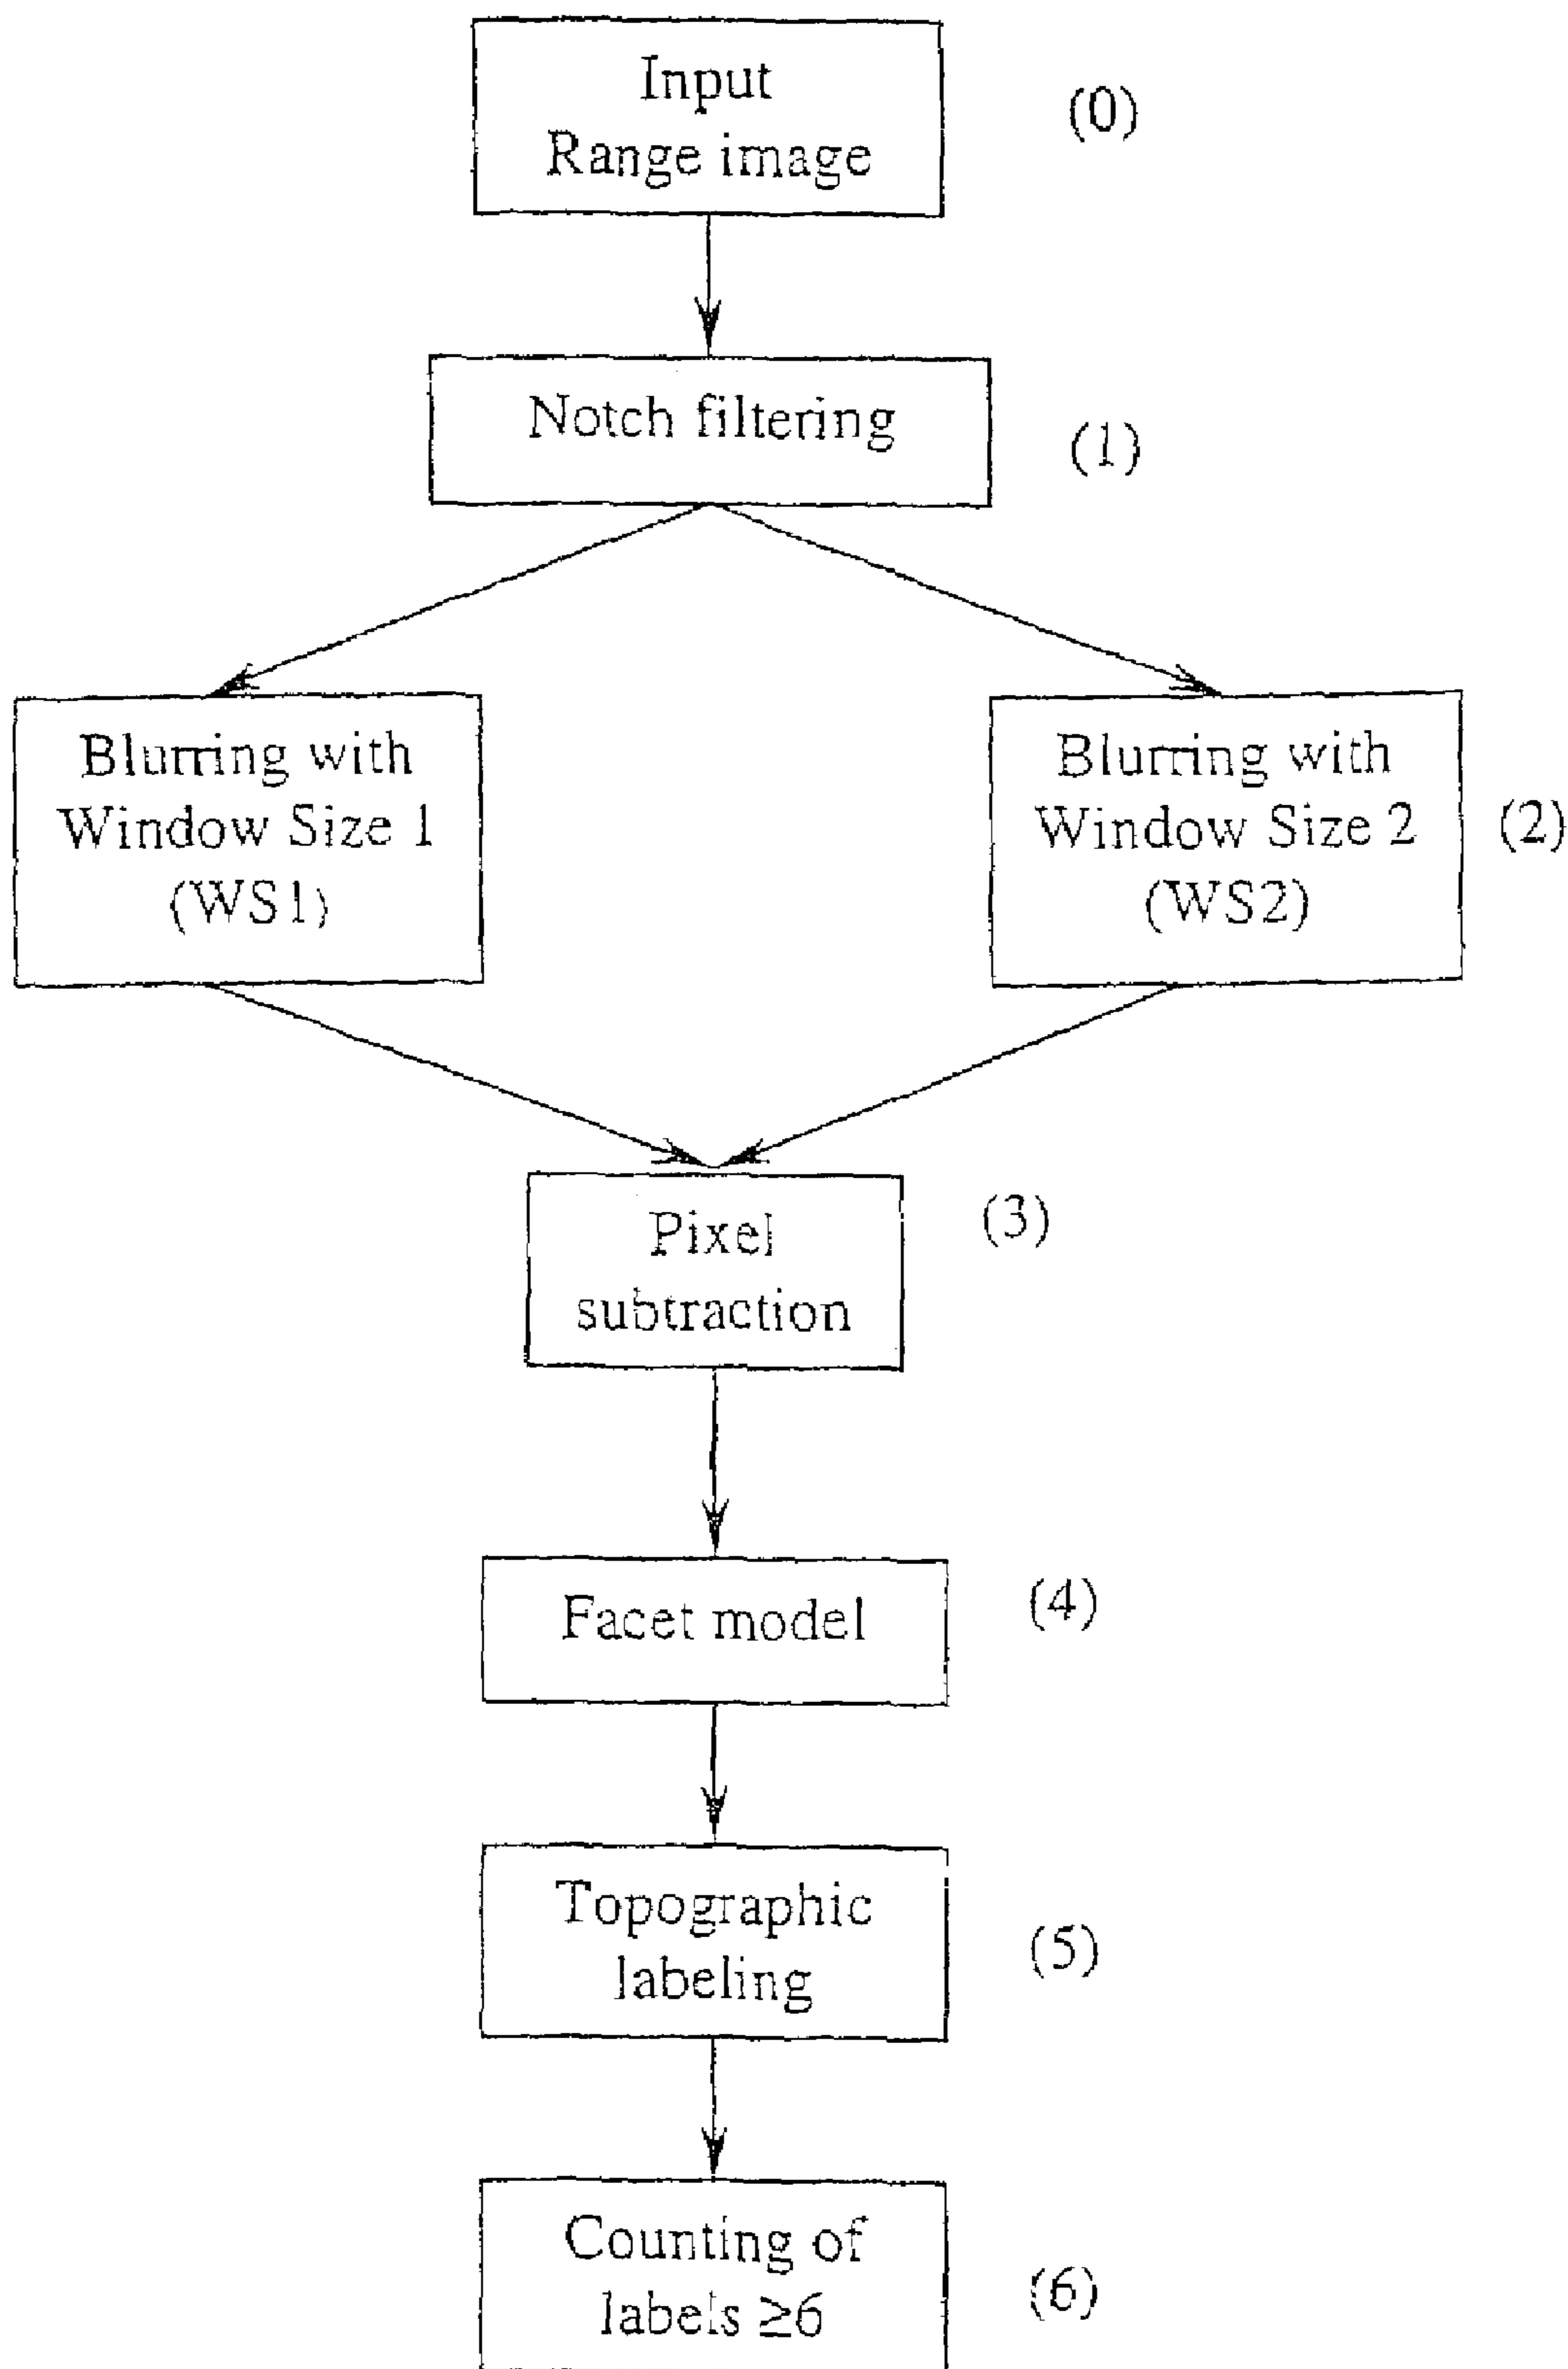 Input
Range image
(0)
Notch filtering
(1)
Blurring with
Window Size 1
(WS1)
Blurring with
Window Size 2
(WS2)
(2)
Pixel
subtraction
(3)
Facet model
(4)
Topographic
labeling
(5)
Counting of
labels ≥6
(6)